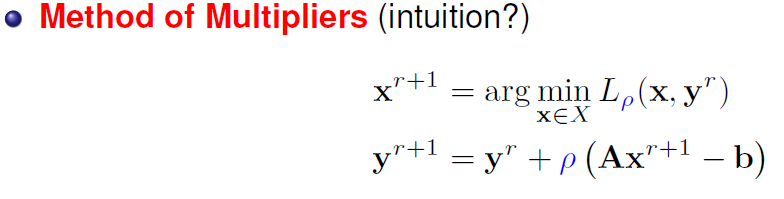 Method of Multipliers (intuition?)
x^{r+1} = arg min_{x∈X} L_ρ(x, y^r)
y^{r+1} = y^r + ρ (Ax^{r+1} − b)